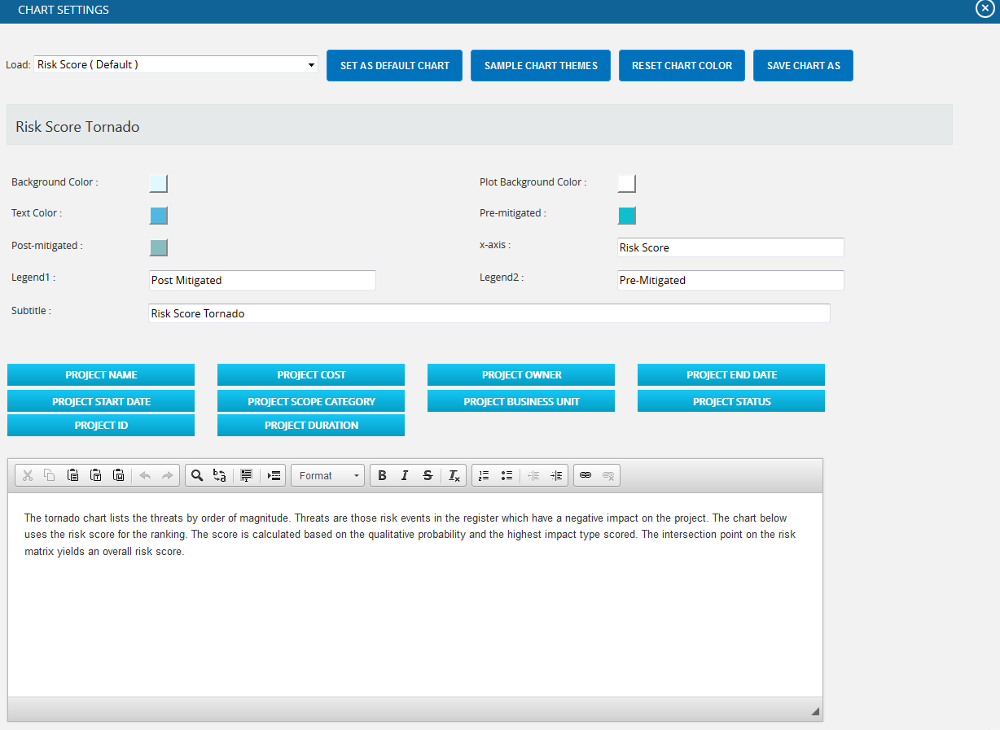 CHART SETTINGS
Load: Risk Score ( Default ) SET AS DEFAULT CHART SAMPLE CHART THEMES RESET CHART COLOR SAVE CHART AS
Risk Score Tornado
Background Color : Plot Background Color :
Text Color : Pre-mitigated :
Post-mitigated : x-axis : Risk Score
Legend1 : Post Mitigated Legend2 : Pre-Mitigated
Subtitle : Risk Score Tornado
PROJECT NAME PROJECT COST PROJECT OWNER PROJECT END DATE
PROJECT START DATE PROJECT SCOPE CATEGORY PROJECT BUSINESS UNIT PROJECT STATUS
PROJECT ID PROJECT DURATION
Format B I S Tx
The tornado chart lists the threats by order of magnitude. Threats are those risk events in the register which have a negative impact on the project. The chart below
uses the risk score for the ranking. The score is calculated based on the qualitative probability and the highest impact type scored. The intersection point on the risk
matrix yields an overall risk score.